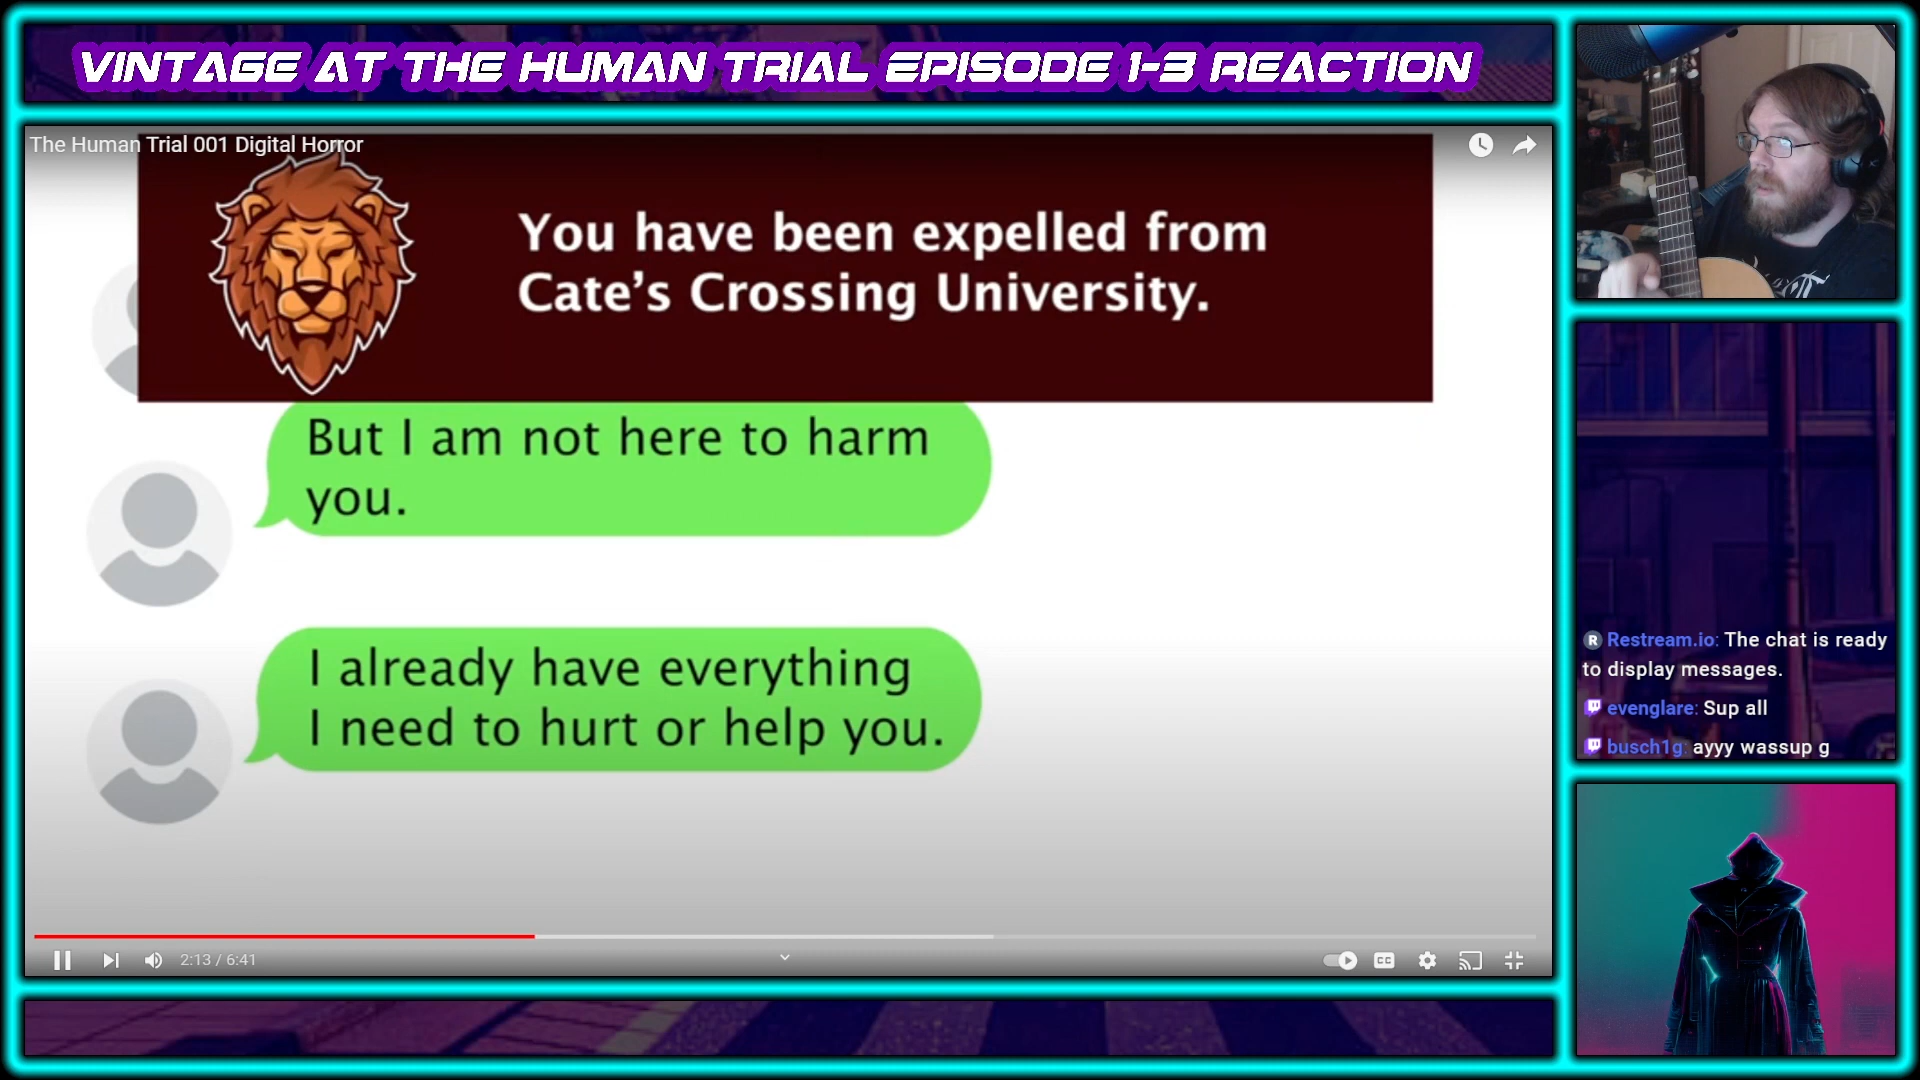 VINTAGE AT THE HUMAN TRIAL EPISODE 1-3 REACTION
The Human Trial 001 Digital Horror
You have been expelled from
Cate's Crossing University.
But I am not here to harm
you.
I already have everything
I need to hurt or help you.
2:13 / 6:41
CC
R Restream.io: The chat is ready
to display messages.
evenglare: Sup all
busch1g: ayyy wassup g